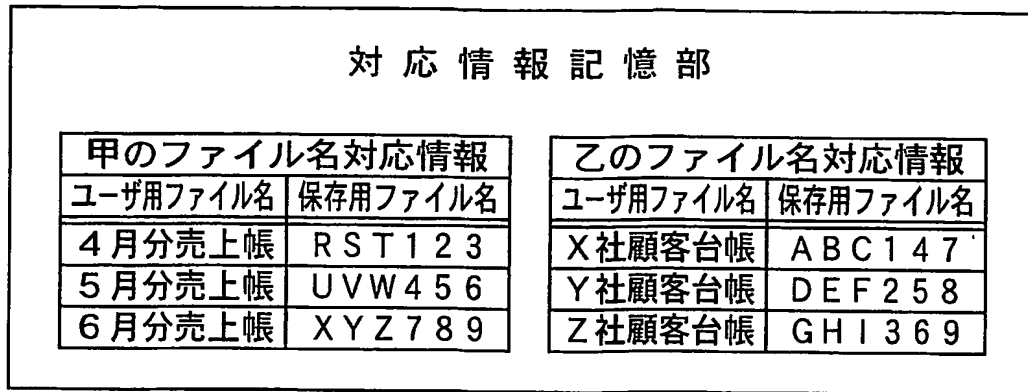 対応情報記憶部
甲のファイル名対応情報
ユーザ用ファイル名 保存用ファイル名
4月分売上帳 RST123
5月分売上帳 UVW456
6月分売上帳 XYZ789
乙のファイル名対応情報
ユーザ用ファイル名 保存用ファイル名
X社顧客台帳 ABC147
Y社顧客台帳 DEF258
Z社顧客台帳 GHI369